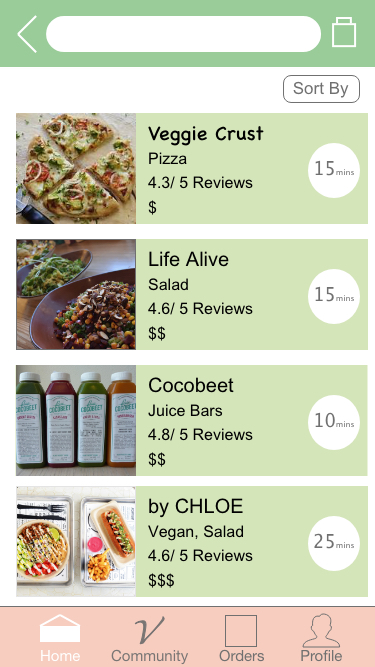 Sort By
Veggie Crust
Pizza
4.3/ 5 Reviews
$
15mins
Life Alive
Salad
4.6/ 5 Reviews
$$
15mins
COCOBEET
Cocobeet
Juice Bars
4.8/ 5 Reviews
$$
10mins
by CHLOE
Vegan, Salad
4.6/ 5 Reviews
$$$
25mins
Home
Community
Orders
Profile